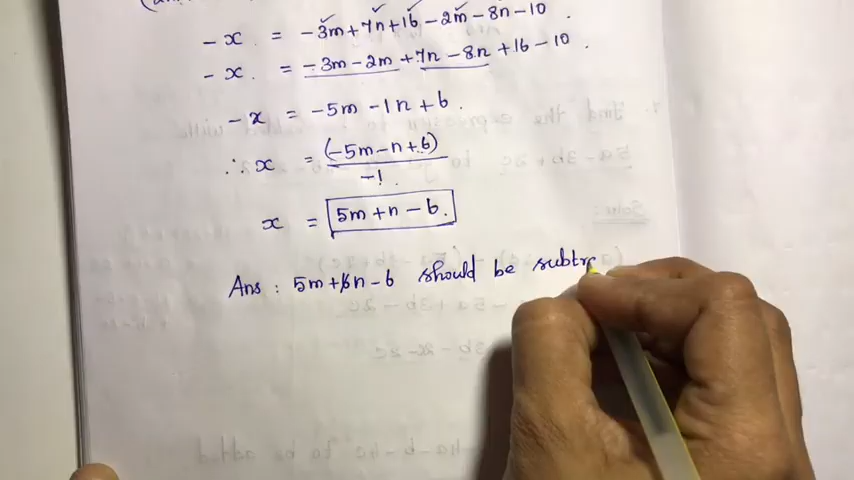 -x = -3m+7n+16-2m-8n-10.
-x. = -3m-2m+7n-8n+16-10.
-x = -5m-1n+6.
∴x = (-5m-n+6)
-1.
x = 5m+n-6.
Ans: 5m+n-6 should be subtr